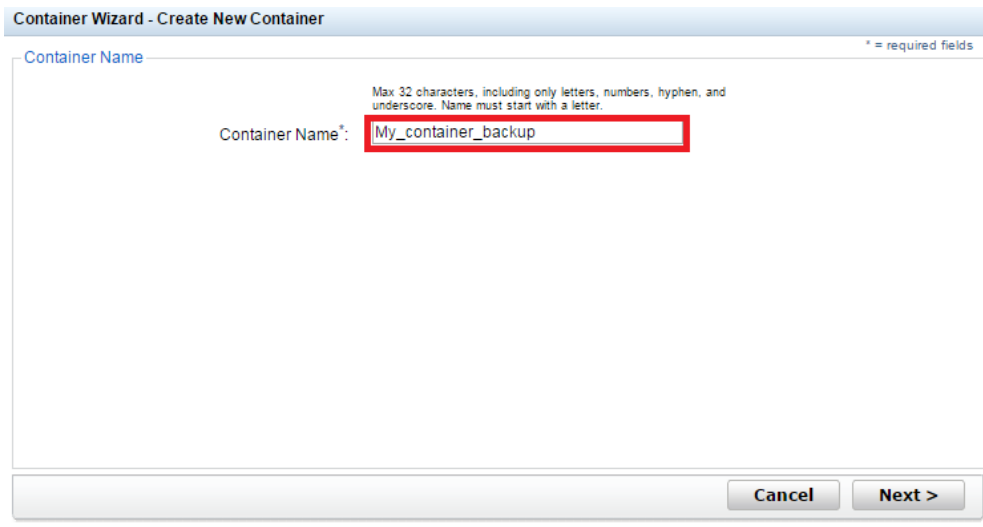 Container Wizard - Create New Container
* = required fields
Container Name
Max 32 characters, including only letters, numbers, hyphen, and
underscore. Name must start with a letter.
Container Name*: My_container_backup
Cancel Next >